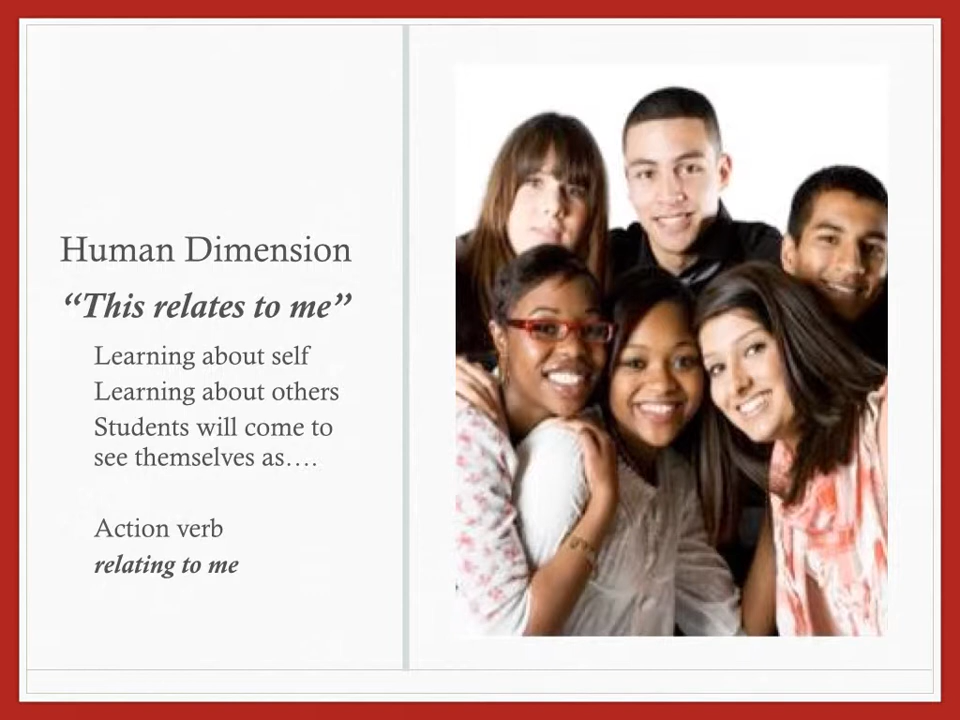 Human Dimension
“This relates to me”
Learning about self
Learning about others
Students will come to
see themselves as….
Action verb
relating to me